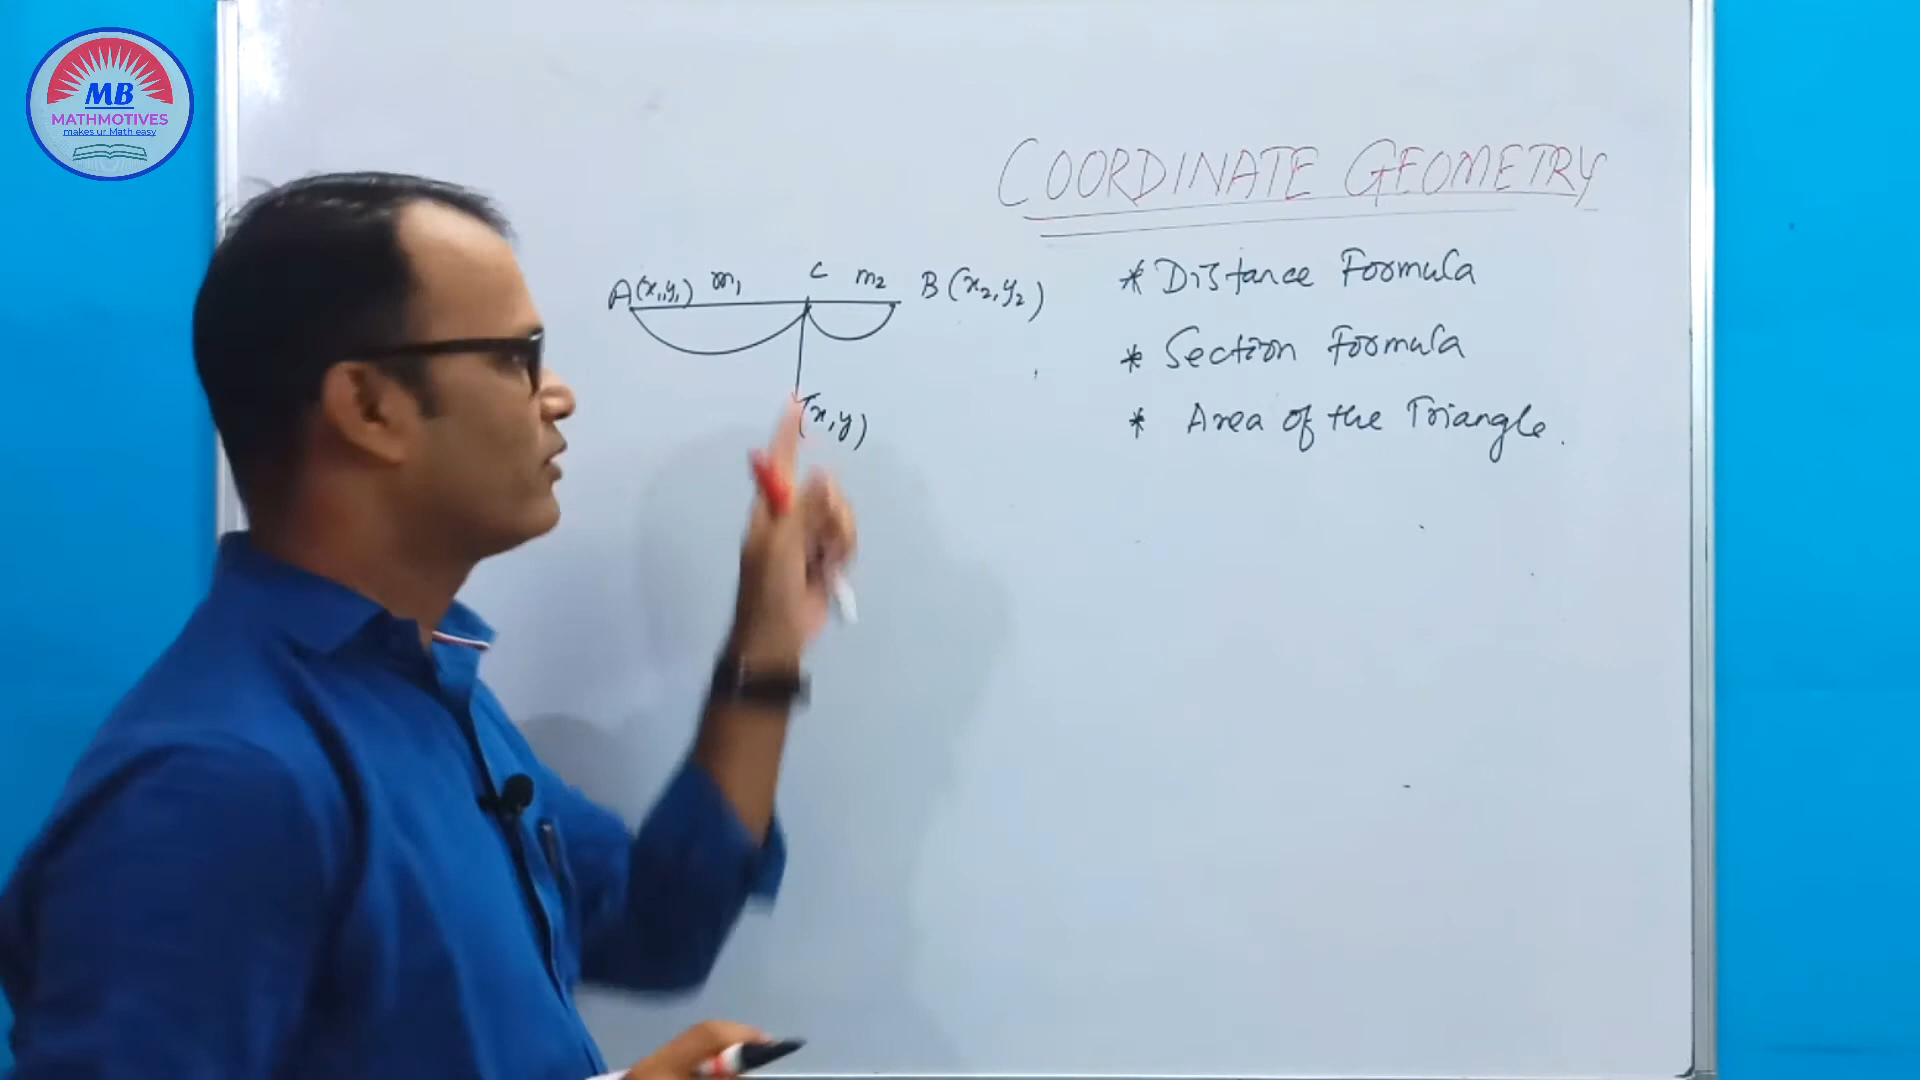 MB
MATHMOTIVES
makes ur Math easy
COORDINATE GEOMETRY
A(x₁,y₁) m₁ C m₂ B(x₂,y₂)
(x,y)
* Distance Formula
* Section Formula
* Area of the Triangle.